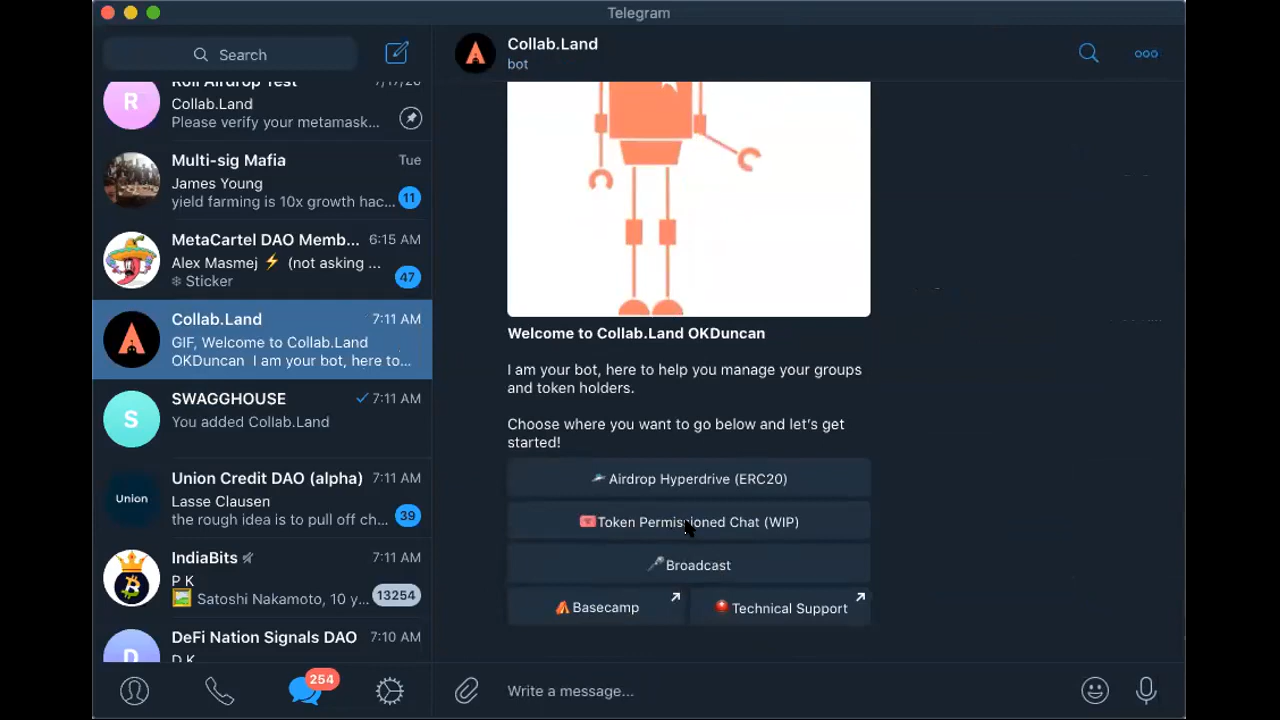 Telegram
Search
Roll Airdrop Test 7/17/20
Collab.Land
Please verify your metamask...
R
Multi-sig Mafia Tue
James Young
yield farming is 10x growth hac... 11
MetaCartel DAO Memb... 6:15 AM
Alex Masmej ⚡ (not asking ...
❄ Sticker 47
Collab.Land 7:11 AM
GIF, Welcome to Collab.Land
OKDuncan I am your bot, here to...
SWAGGHOUSE 7:11 AM
S
You added Collab.Land
Union Credit DAO (alpha) 7:11 AM
Union
Lasse Clausen
the rough idea is to pull off ch... 39
IndiaBits 7:11 AM
P K
Satoshi Nakamoto, 10 y... 13254
DeFi Nation Signals DAO 7:10 AM
D
D K
254
Collab.Land
bot
Welcome to Collab.Land OKDuncan
I am your bot, here to help you manage your groups
and token holders.
Choose where you want to go below and let's get
started!
Airdrop Hyperdrive (ERC20)
Token Permissioned Chat (WIP)
Broadcast
Basecamp
Technical Support
Write a message...